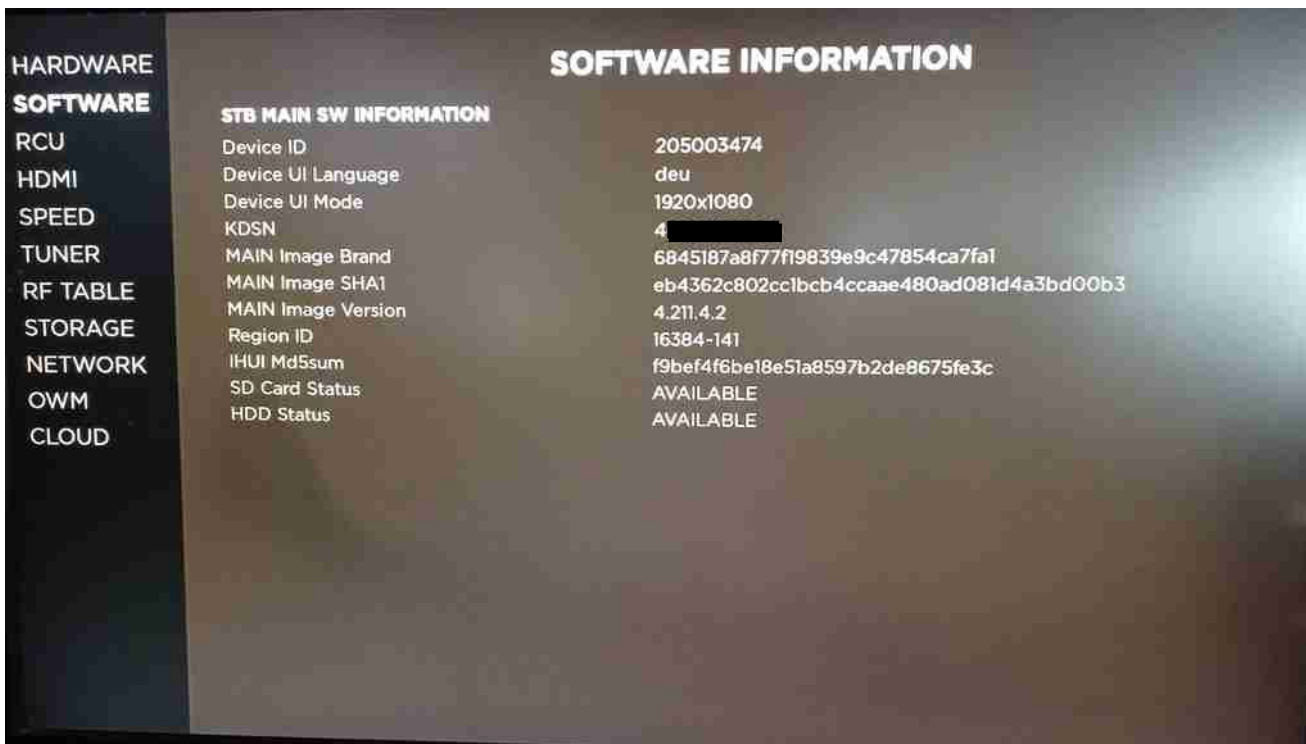 HARDWARE
SOFTWARE
RCU
HDMI
SPEED
TUNER
RF TABLE
STORAGE
NETWORK
OWM
CLOUD
SOFTWARE INFORMATION
STB MAIN SW INFORMATION
Device ID 205003474
Device UI Language deu
Device UI Mode 1920x1080
KDSN 4
MAIN Image Brand 6845187a8f77f19839e9c47854ca7fa1
MAIN Image SHA1 eb4362c802cc1bcb4ccaae480ad081d4a3bd00b3
MAIN Image Version 4.211.4.2
Region ID 16384-141
IHUI Md5sum f9bef4f6be18e51a8597b2de8675fe3c
SD Card Status AVAILABLE
HDD Status AVAILABLE